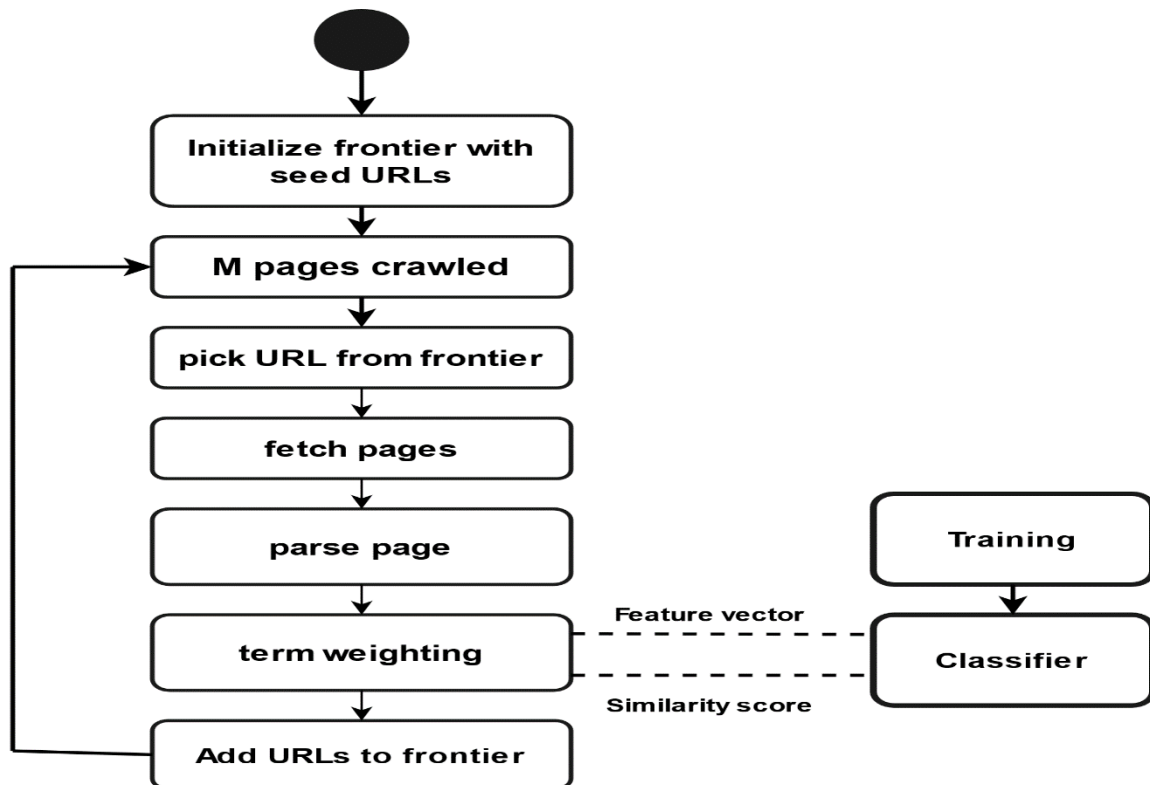 Initialize frontier with
seed URLs
M pages crawled
pick URL from frontier
fetch pages
parse page
Training
Feature vector
term weighting
Classifier
Similarity score
Add URLs to frontier